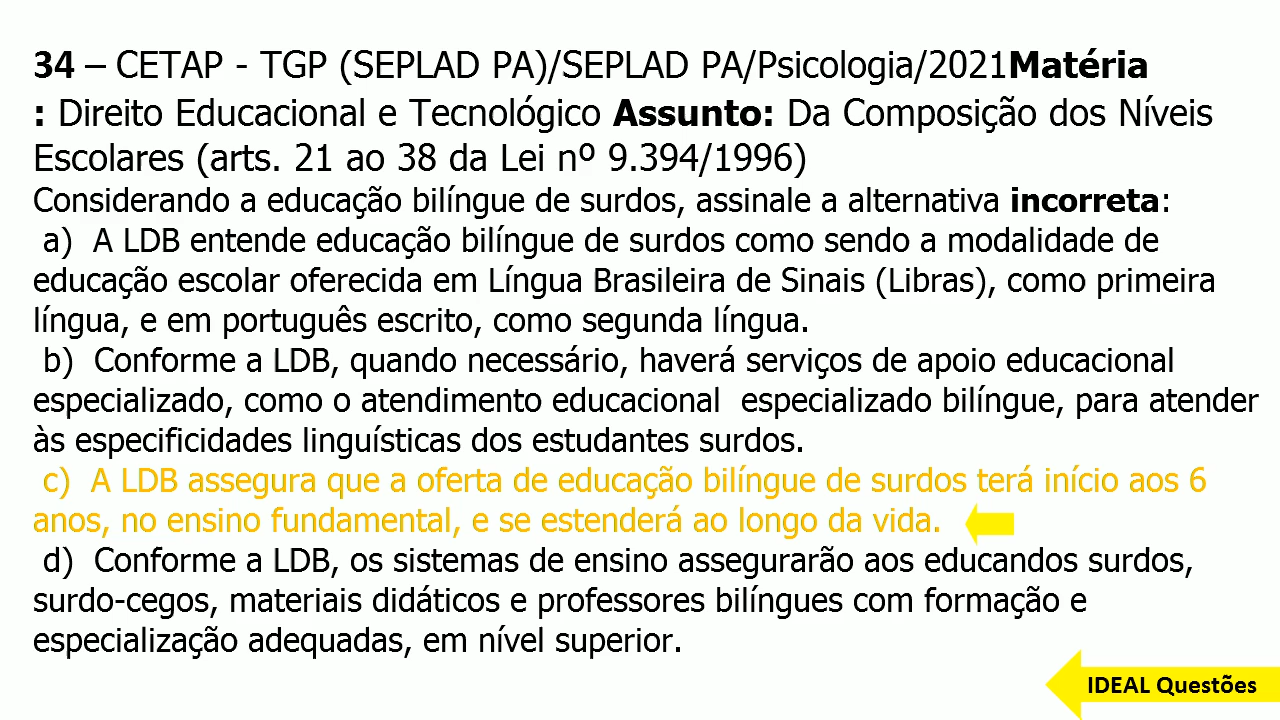 34 – CETAP - TGP (SEPLAD PA)/SEPLAD PA/Psicologia/2021Matéria
: Direito Educacional e Tecnológico Assunto: Da Composição dos Níveis
Escolares (arts. 21 ao 38 da Lei nº 9.394/1996)
Considerando a educação bilíngue de surdos, assinale a alternativa incorreta:
a) A LDB entende educação bilíngue de surdos como sendo a modalidade de
educação escolar oferecida em Língua Brasileira de Sinais (Libras), como primeira
língua, e em português escrito, como segunda língua.
b) Conforme a LDB, quando necessário, haverá serviços de apoio educacional
especializado, como o atendimento educacional especializado bilíngue, para atender
às especificidades linguísticas dos estudantes surdos.
c) A LDB assegura que a oferta de educação bilíngue de surdos terá início aos 6
anos, no ensino fundamental, e se estenderá ao longo da vida.
d) Conforme a LDB, os sistemas de ensino assegurarão aos educandos surdos,
surdo-cegos, materiais didáticos e professores bilíngues com formação e
especialização adequadas, em nível superior.
IDEAL Questões